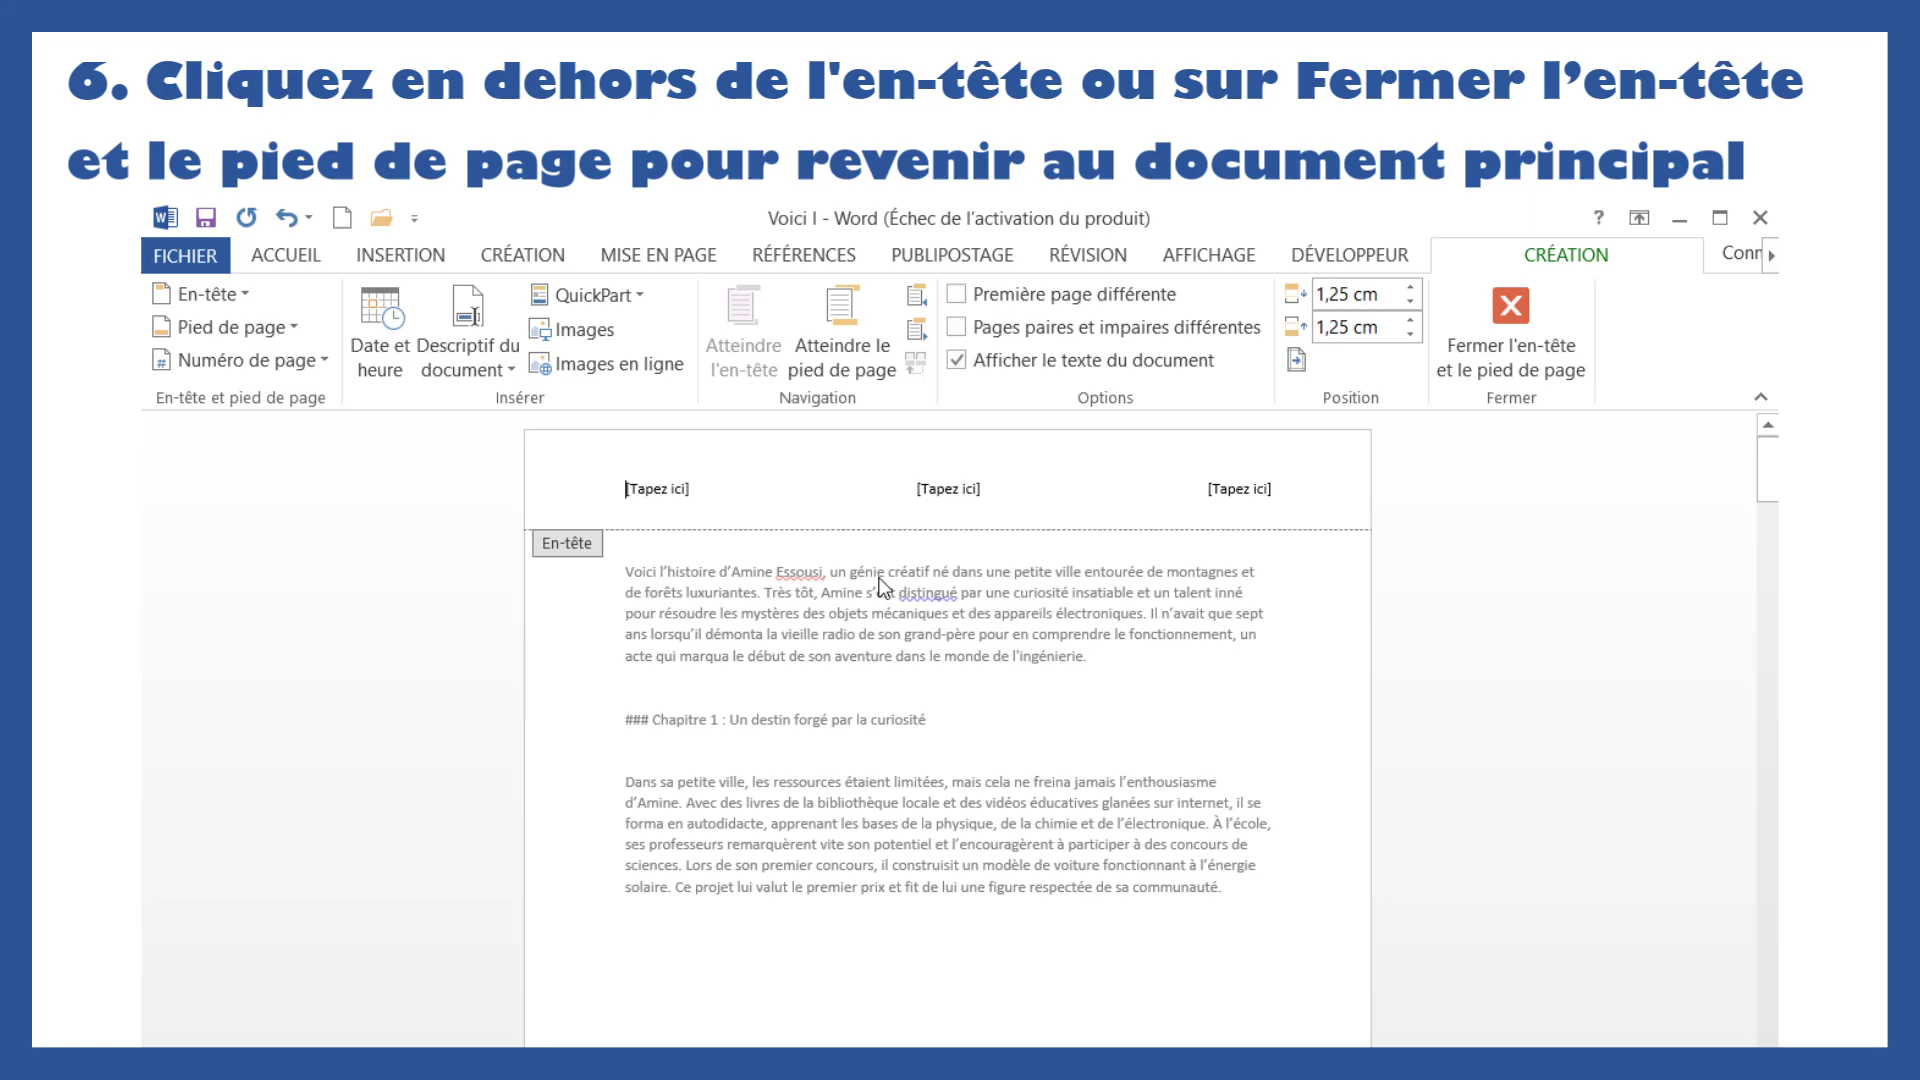 6. Cliquez en dehors de l'en-tête ou sur Fermer l’en-tête
et le pied de page pour revenir au document principal
Voici I - Word (Échec de l’activation du produit)
FICHIER ACCUEIL INSERTION CRÉATION MISE EN PAGE RÉFÉRENCES PUBLIPOSTAGE RÉVISION AFFICHAGE DÉVELOPPEUR CRÉATION Conn
En-tête
Pied de page
Numéro de page
En-tête et pied de page
Date et
heure
Descriptif du
document
QuickPart
Images
Images en ligne
Insérer
Atteindre
l'en-tête
Atteindre le
pied de page
Navigation
Première page différente
Pages paires et impaires différentes
Afficher le texte du document
Options
1,25 cm
1,25 cm
Position
Fermer l'en-tête
et le pied de page
Fermer
[Tapez ici] [Tapez ici] [Tapez ici]
En-tête
Voici l’histoire d’Amine Essousi, un génie créatif né dans une petite ville entourée de montagnes et
de forêts luxuriantes. Très tôt, Amine s’est distingué par une curiosité insatiable et un talent inné
pour résoudre les mystères des objets mécaniques et des appareils électroniques. Il n’avait que sept
ans lorsqu’il démonta la vieille radio de son grand-père pour en comprendre le fonctionnement, un
acte qui marqua le début de son aventure dans le monde de l'ingénierie.
### Chapitre 1 : Un destin forgé par la curiosité
Dans sa petite ville, les ressources étaient limitées, mais cela ne freina jamais l’enthousiasme
d’Amine. Avec des livres de la bibliothèque locale et des vidéos éducatives glanées sur internet, il se
forma en autodidacte, apprenant les bases de la physique, de la chimie et de l’électronique. À l’école,
ses professeurs remarquèrent vite son potentiel et l’encouragèrent à participer à des concours de
sciences. Lors de son premier concours, il construisit un modèle de voiture fonctionnant à l’énergie
solaire. Ce projet lui valut le premier prix et fit de lui une figure respectée de sa communauté.